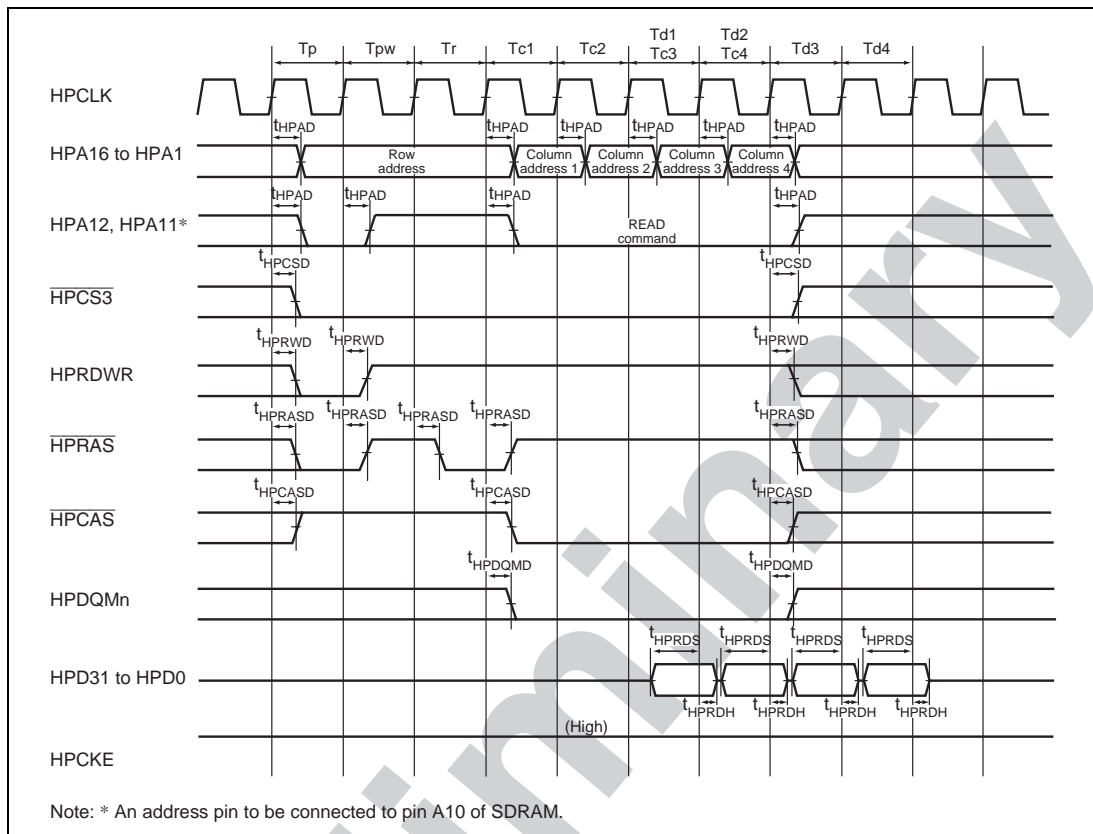 Tp Tpw Tr Tc1 Tc2 Td1 Td2 Td3 Td4
Tc3 Tc4
HPCLK
tHPAD tHPAD tHPAD tHPAD tHPAD tHPAD
HPA16 to HPA1
Row address
Column address 1
Column address 2
Column address 3
Column address 4
tHPAD tHPAD tHPAD tHPAD
HPA12, HPA11*
READ command
tHPCSD tHPCSD
HPCS3
tHPRWD tHPRWD tHPRWD
HPRDWR
tHPRASD tHPRASD tHPRASD tHPRASD tHPRASD
HPRAS
tHPCASD tHPCASD tHPCASD
HPCAS
tHPDQMD tHPDQMD
HPDQMn
tHPRDS tHPRDS tHPRDS tHPRDS
HPD31 to HPD0
tHPRDH tHPRDH tHPRDH tHPRDH
(High)
HPCKE
Note: * An address pin to be connected to pin A10 of SDRAM.